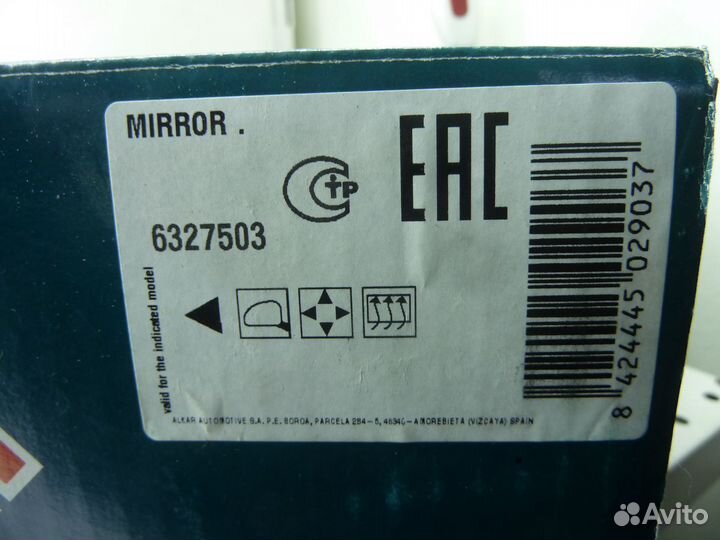 MIRROR .
СТР
EAC
6327503
valid for the indicated model
ALKAR AUTOMOTIVE S.A. P.E. BOROA, PARCELA 2B4-5, 48340-AMOREBIETA (VIZCAYA) SPAIN
8 424445 029037
Avito